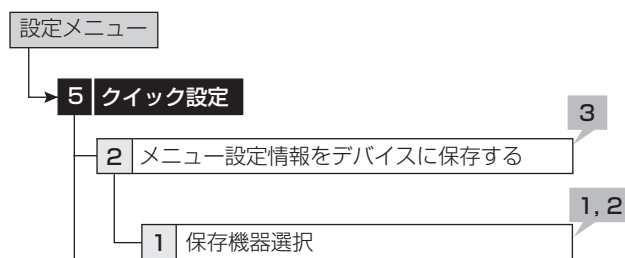 設定メニュー
5 クイック設定
3
2 メニュー設定情報をデバイスに保存する
1, 2
1 保存機器選択